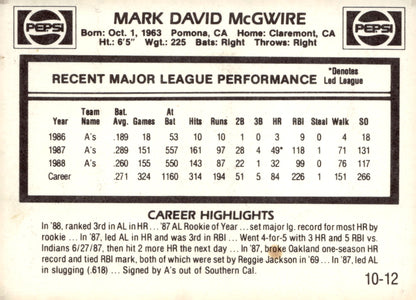 PEPSI
MARK DAVID McGWIRE
PEPSI
Born: Oct. 1, 1963 Pomona, CA Home: Claremont, CA
Ht.: 6'5" Wgt.: 225 Bats: Right Throws: Right
RECENT MAJOR LEAGUE PERFORMANCE *Denotes Led League
Year Team Name Bat. Avg. Games At Bat Hits Runs 2B 3B HR RBI Steal Walk SO
1986 A's .189 18 53 10 10 1 0 3 9 0 4 18
1987 A's .289 151 557 161 97 28 4 49* 118 1 71 131
1988 A's .260 155 550 143 87 22 1 32 99 0 76 117
Career .271 324 1160 314 194 51 5 84 226 1 151 266
CAREER HIGHLIGHTS
In '88, ranked 3rd in AL in HR... '87 AL Rookie of Year... set major lg. record for most HR by
rookie... In '87, led AL in HR and was 3rd in RBI... Went 4-for-5 with 3 HR and 5 RBI vs.
Indians 6/27/87, then hit 2 more HR the next day... In '87, broke Oakland one-season HR
record and tied RBI mark, both of which were set by Reggie Jackson in '69... In '87, led AL
in slugging (.618)... Signed by A's out of Southern Cal.
10-12